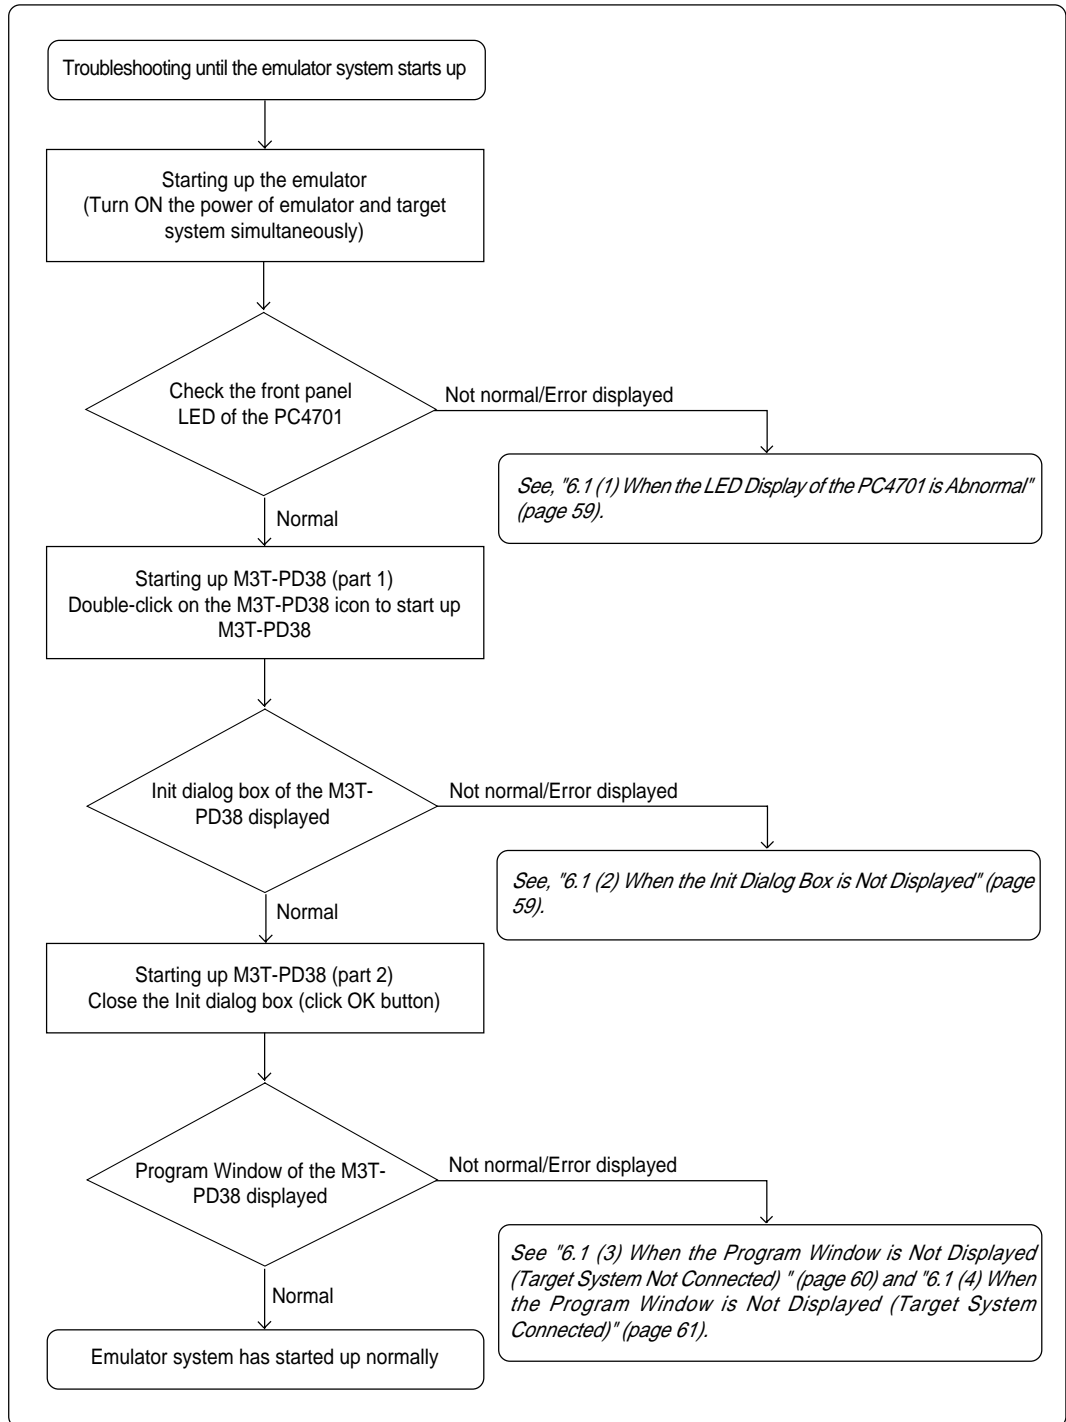 Troubleshooting until the emulator system starts up
Starting up the emulator
(Turn ON the power of emulator and target
system simultaneously)
Check the front panel
LED of the PC4701
Not normal/Error displayed
See, "6.1 (1) When the LED Display of the PC4701 is Abnormal"
(page 59).
Normal
Starting up M3T-PD38 (part 1)
Double-click on the M3T-PD38 icon to start up
M3T-PD38
Init dialog box of the M3T-
PD38 displayed
Not normal/Error displayed
See, "6.1 (2) When the Init Dialog Box is Not Displayed" (page
59).
Normal
Starting up M3T-PD38 (part 2)
Close the Init dialog box (click OK button)
Program Window of the M3T-
PD38 displayed
Not normal/Error displayed
See "6.1 (3) When the Program Window is Not Displayed
(Target System Not Connected) " (page 60) and "6.1 (4) When
the Program Window is Not Displayed (Target System
Connected)" (page 61).
Normal
Emulator system has started up normally